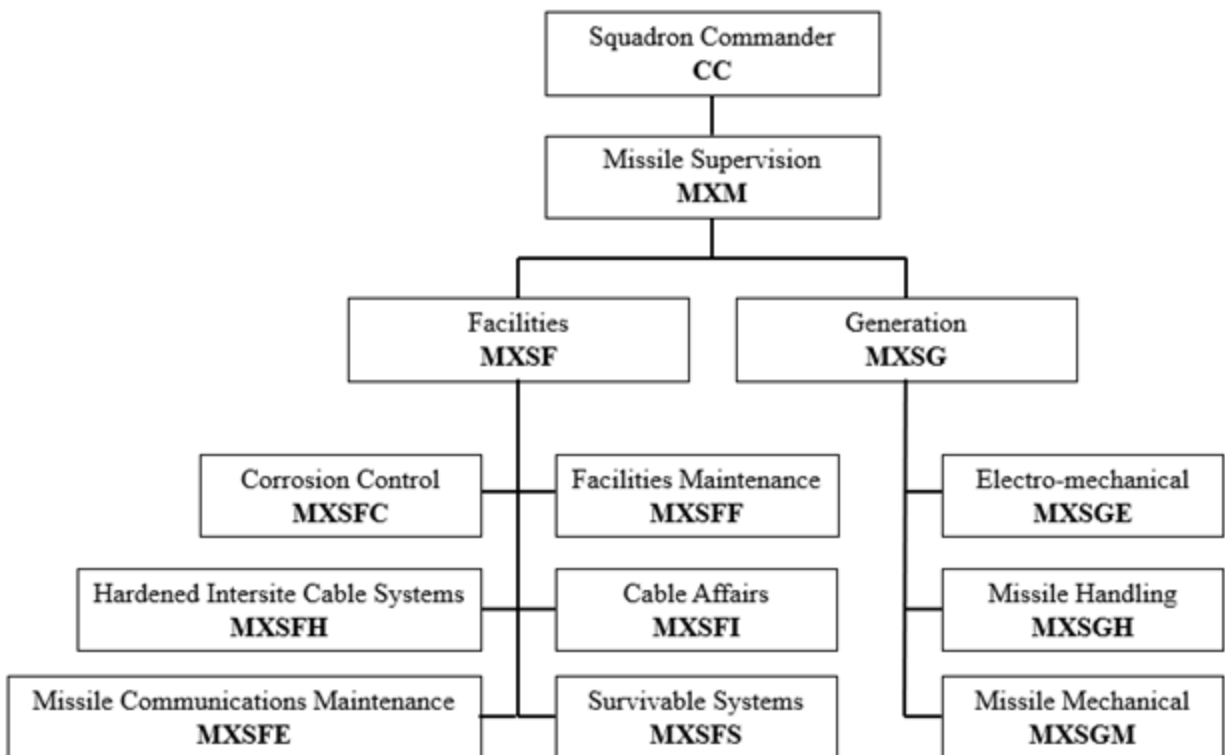 Squadron Commander
CC
Missile Supervision
MXM
Facilities
MXSF
Generation
MXSG
Corrosion Control
MXSFC
Facilities Maintenance
MXSFF
Electro-mechanical
MXSGE
Hardened Intersite Cable Systems
MXSFH
Cable Affairs
MXSFI
Missile Handling
MXSGH
Missile Communications Maintenance
MXSFE
Survivable Systems
MXSFS
Missile Mechanical
MXSGM